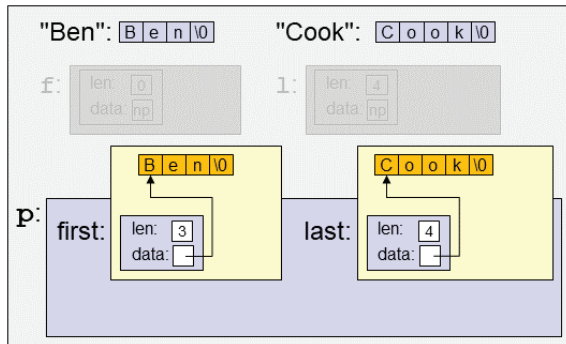 "Ben": B e n \0 "Cook": C o o k \0
f: len: 0 l: len: 4
data: np data: np
B e n \0 C o o k \0
p: first: len: 3 last: len: 4
data: data: